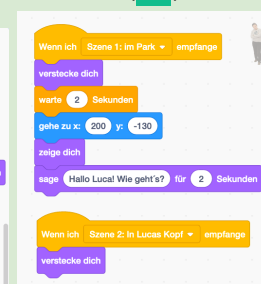 Wenn ich Szene 1: im Park empfange
verstecke dich
warte 2 Sekunden
gehe zu x: 200 y: -130
zeige dich
sage Hallo Luca! Wie geht´s? für 2 Sekunden
Wenn ich Szene 2: In Lucas Kopf empfange
verstecke dich